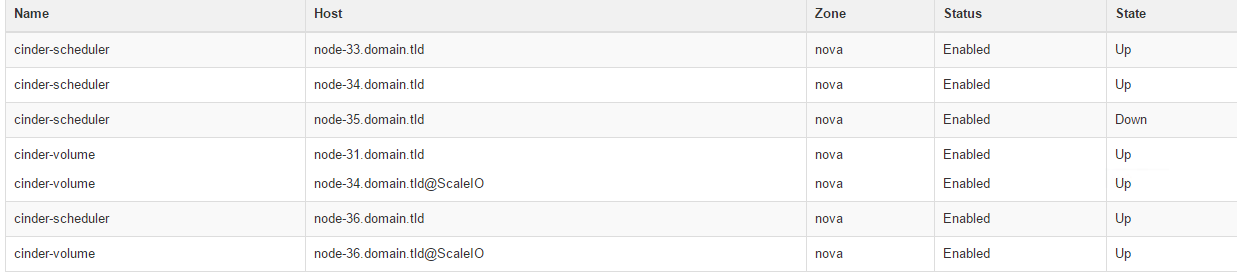 Name Host Zone Status State
cinder-scheduler node-33.domain.tld nova Enabled Up
cinder-scheduler node-34.domain.tld nova Enabled Up
cinder-scheduler node-35.domain.tld nova Enabled Down
cinder-volume node-31.domain.tld nova Enabled Up
cinder-volume node-34.domain.tld@ScaleIO nova Enabled Up
cinder-scheduler node-36.domain.tld nova Enabled Up
cinder-volume node-36.domain.tld@ScaleIO nova Enabled Up